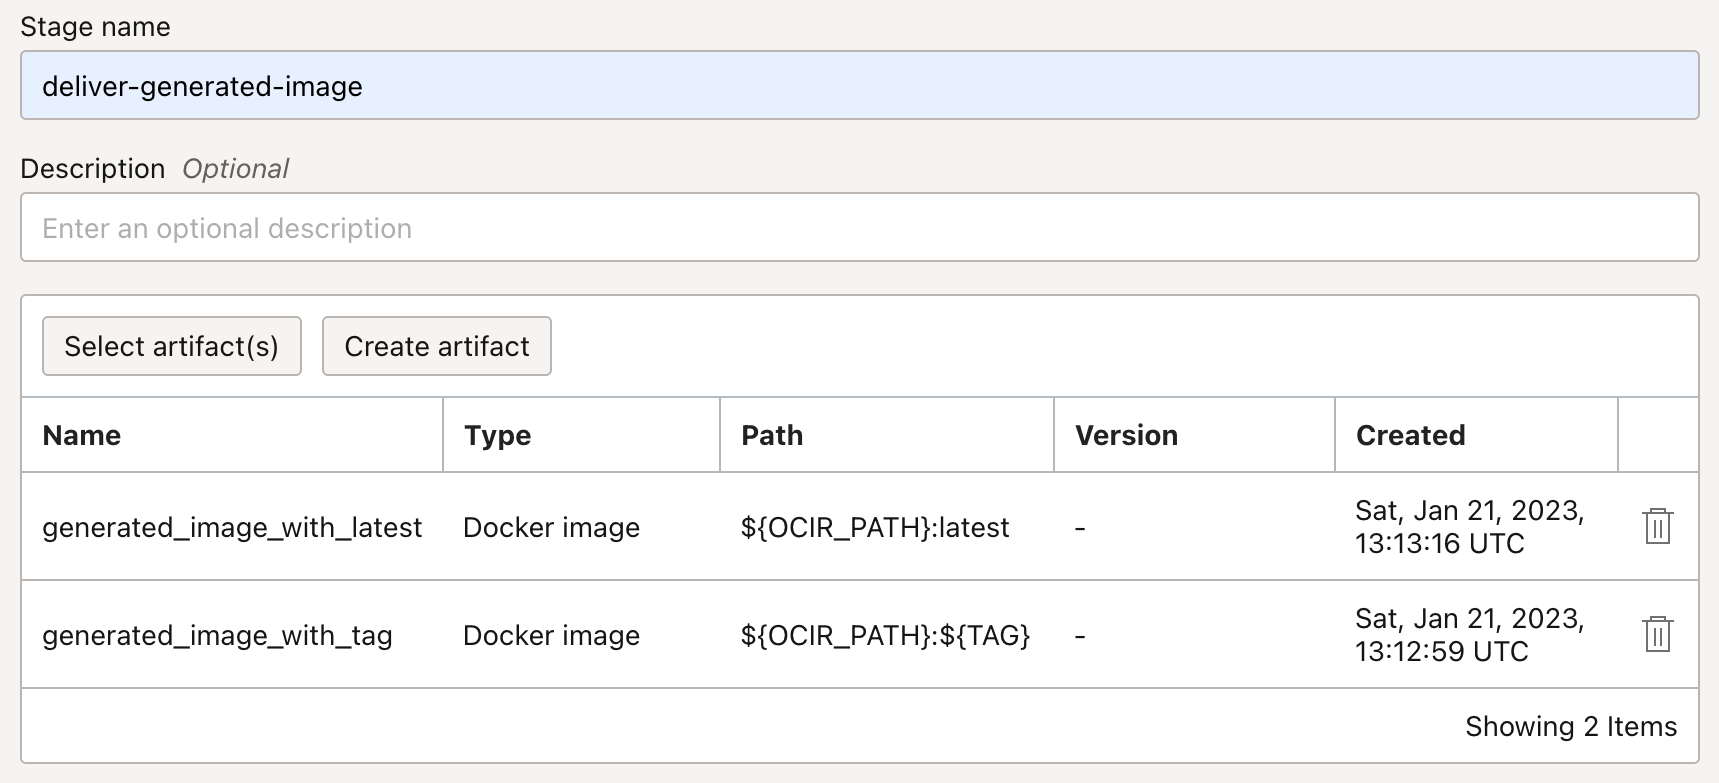 Stage name
deliver-generated-image
Description Optional
Enter an optional description
Select artifact(s) Create artifact
Name Type Path Version Created
generated_image_with_latest Docker image ${OCIR_PATH}:latest - Sat, Jan 21, 2023,
13:13:16 UTC
generated_image_with_tag Docker image ${OCIR_PATH}:${TAG} - Sat, Jan 21, 2023,
13:12:59 UTC
Showing 2 Items